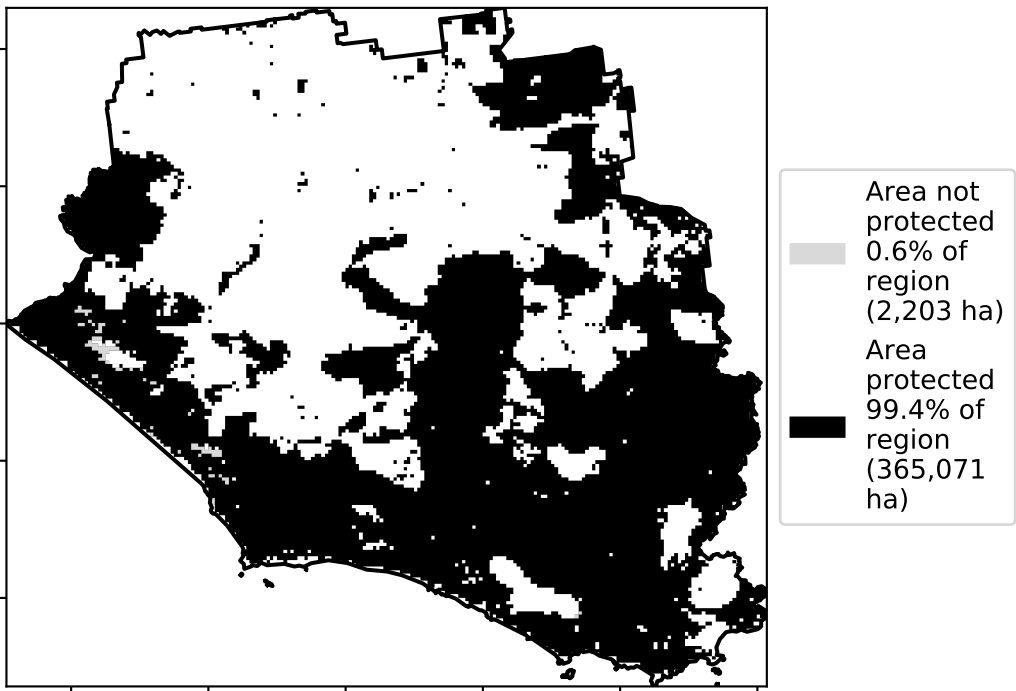 Area not
protected
0.6% of
region
(2,203 ha)
Area
protected
99.4% of
region
(365,071
ha)